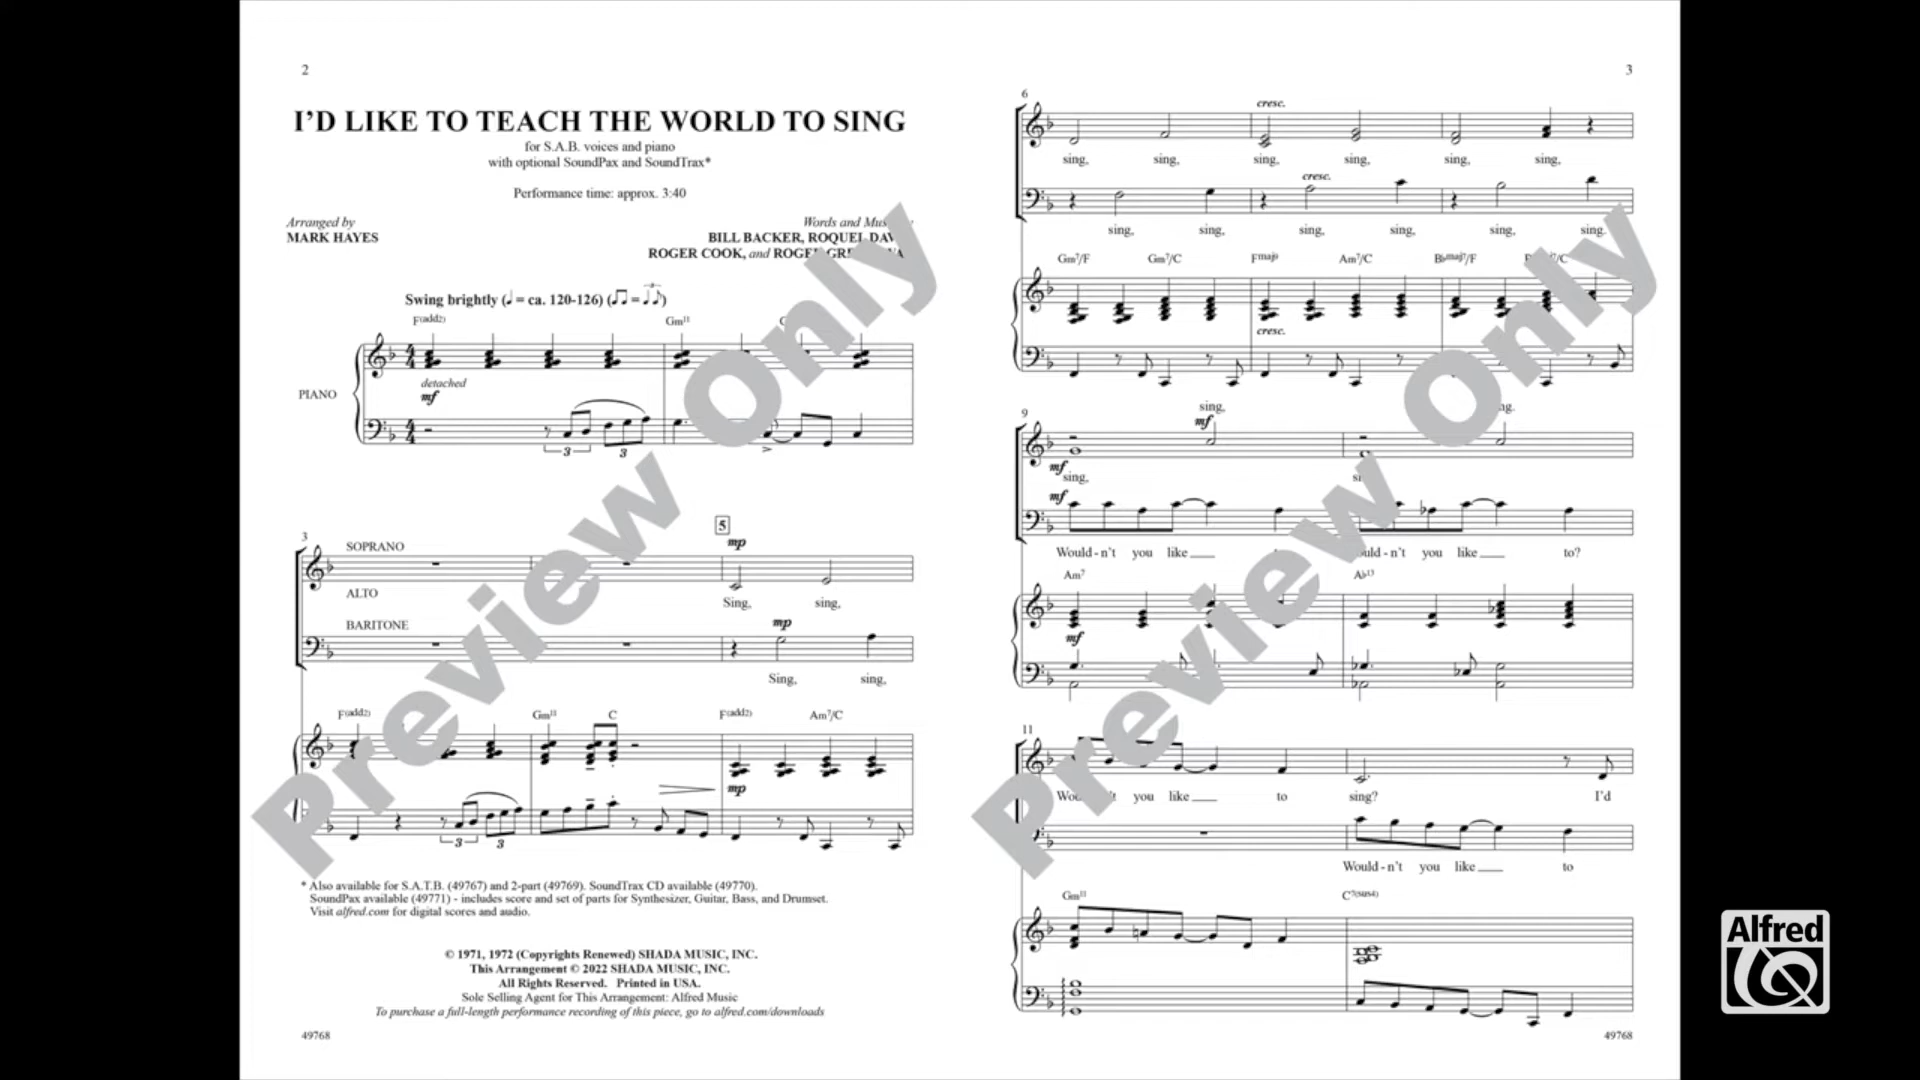 2
I'D LIKE TO TEACH THE WORLD TO SING
for S.A.B. voices and piano
with optional SoundPax and SoundTrax*
Performance time: approx. 3:40
Arranged by
MARK HAYES
Words and
BILL BACKER, ROQUEL
ROGER COOK, and
Swing brightly (♩ = ca. 120-126) (♫ = ♩ ♪)
F(add2) Gm11
PIANO
detached
mf
3 3
3
5
SOPRANO
mp
ALTO
Sing, sing,
BARITONE
mp
Sing, sing,
F(add2) Gm11 C F(add2) Am7/C
mp
3 3
* Also available for S.A.T.B. (49767) and 2-part (49769). SoundTrax CD available (49770).
SoundPax available (49771) - includes score and set of parts for Synthesizer, Guitar, Bass, and Drumset.
Visit alfred.com for digital scores and audio.
© 1971, 1972 (Copyrights Renewed) SHADA MUSIC, INC.
This Arrangement © 2022 SHADA MUSIC, INC.
All Rights Reserved. Printed in USA.
Sole Selling Agent for This Arrangement: Alfred Music
To purchase a full-length performance recording of this piece, go to alfred.com/downloads
49768
Preview Only
3
6
cresc.
sing, sing, sing, sing, sing, sing,
cresc.
sing, sing, sing, sing, sing, sing.
Gm7/F Gm7/C Fmaj9 Am7/C B♭maj7/F
cresc.
9
sing,
mf
mf
sing,
mf
Would-n't you like you like to?
Am7 A♭13
mf
11
you like to sing? I'd
Would-n't you like to
Gm11 C7(sus4)
49768
Preview Only
Alfred